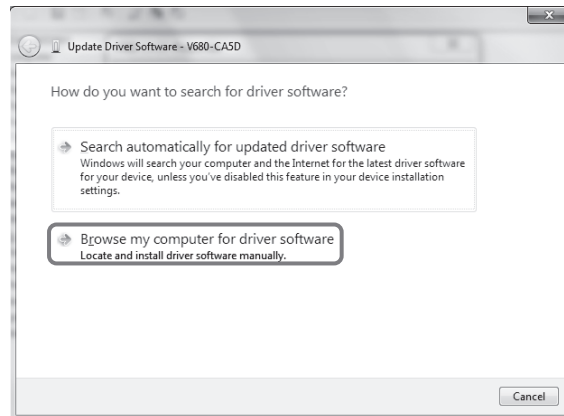 Update Driver Software - V680-CA5D
How do you want to search for driver software?
Search automatically for updated driver software
Windows will search your computer and the Internet for the latest driver software
for your device, unless you've disabled this feature in your device installation
settings.
Browse my computer for driver software
Locate and install driver software manually.
Cancel